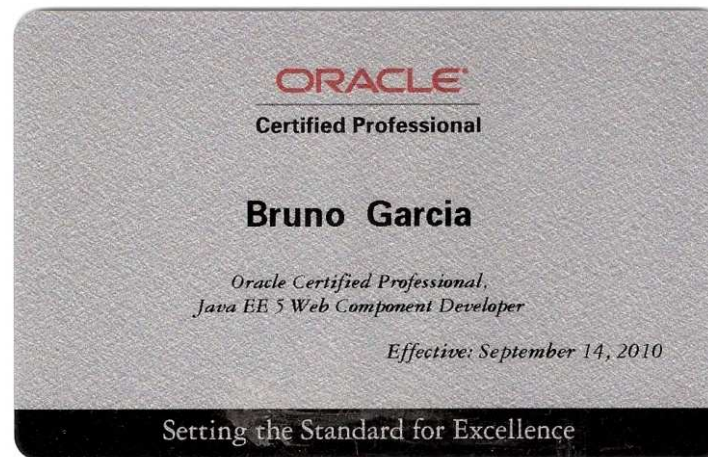 ORACLE
Certified Professional
Bruno Garcia
Oracle Certified Professional,
Java EE 5 Web Component Developer
Effective: September 14, 2010
Setting the Standard for Excellence